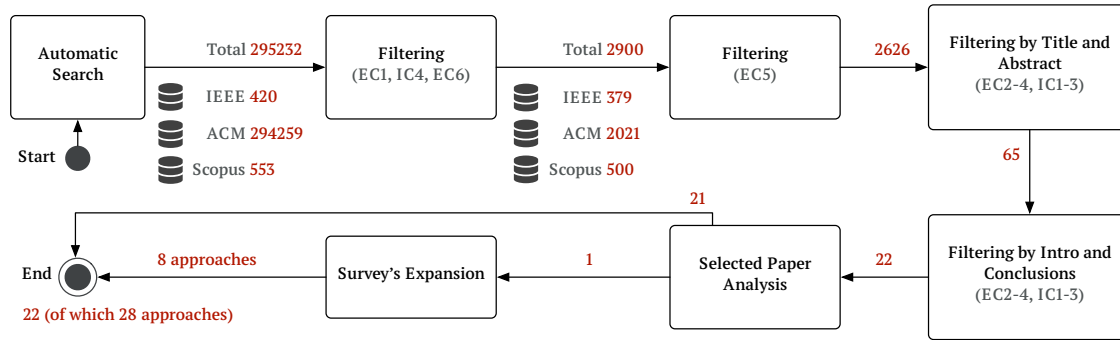 Automatic
Search
Total 295232
IEEE 420
ACM 294259
Scopus 553
Filtering
(EC1, IC4, EC6)
Total 2900
IEEE 379
ACM 2021
Scopus 500
Filtering
(EC5)
2626
Filtering by Title and
Abstract
(EC2-4, IC1-3)
Start
65
21
Filtering by Intro and
Conclusions
(EC2-4, IC1-3)
22
Selected Paper
Analysis
1
Survey's Expansion
8 approaches
End
22 (of which 28 approaches)